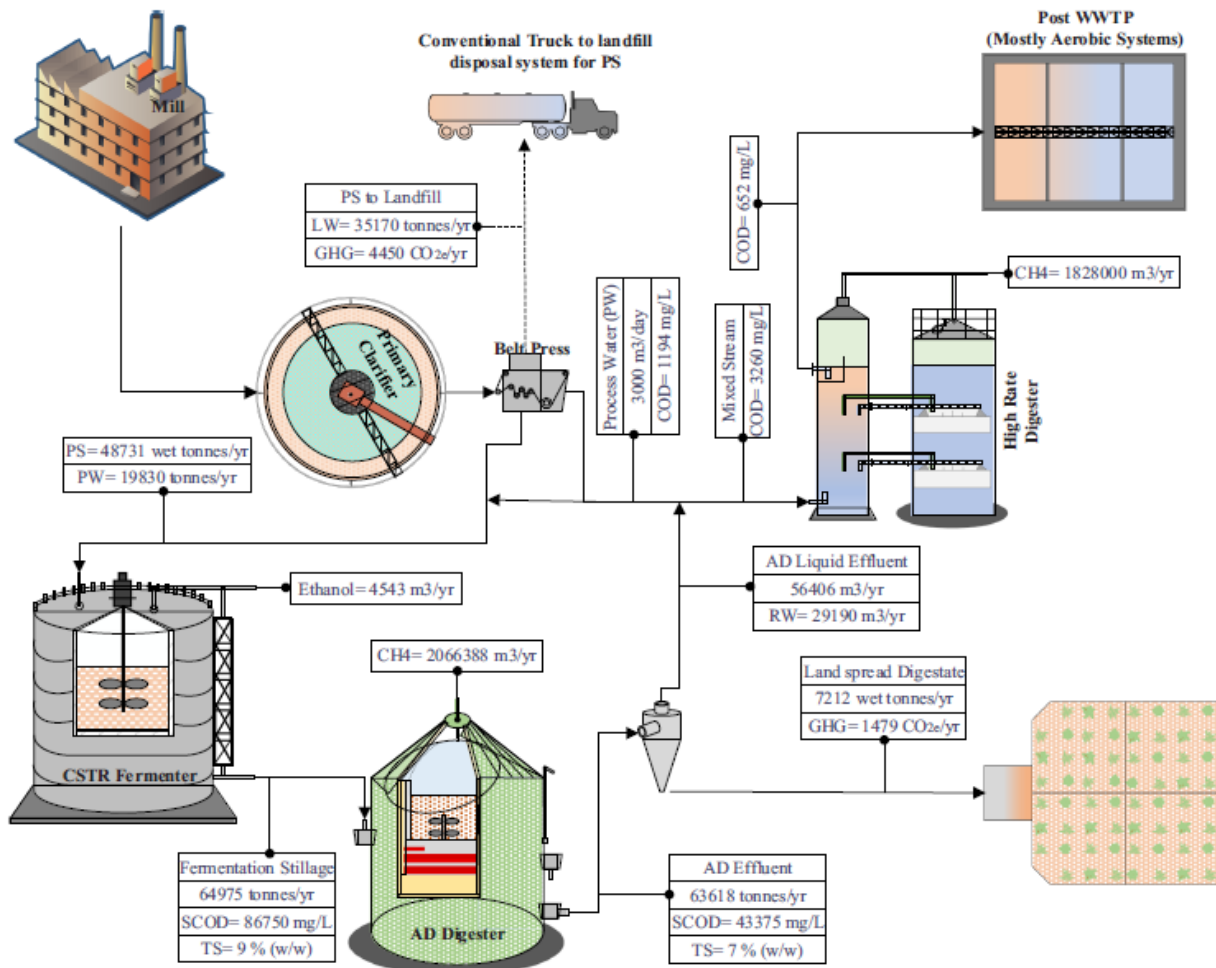 Post WWTP
(Mostly Aerobic Systems)
Conventional Truck to landfill
disposal system for PS
Mill
PS to Landfill
LW= 35170 tonnes/yr
GHG= 4450 CO2e/yr
COD= 652 mg/L
CH4= 1828000 m3/yr
Primary
Clarifier
Belt Press
Process Water (PW)
3000 m3/day
COD= 1194 mg/L
Mixed Stream
COD= 3260 mg/L
High Rate
Digester
PS= 48731 wet tonnes/yr
PW= 19830 tonnes/yr
Ethanol= 4543 m3/yr
AD Liquid Effluent
56406 m3/yr
RW= 29190 m3/yr
CH4= 2066388 m3/yr
Land spread Digestate
7212 wet tonnes/yr
GHG= 1479 CO2e/yr
CSTR Fermenter
Fermentation Stillage
64975 tonnes/yr
SCOD= 86750 mg/L
TS= 9 % (w/w)
AD Digester
AD Effluent
63618 tonnes/yr
SCOD= 43375 mg/L
TS= 7 % (w/w)